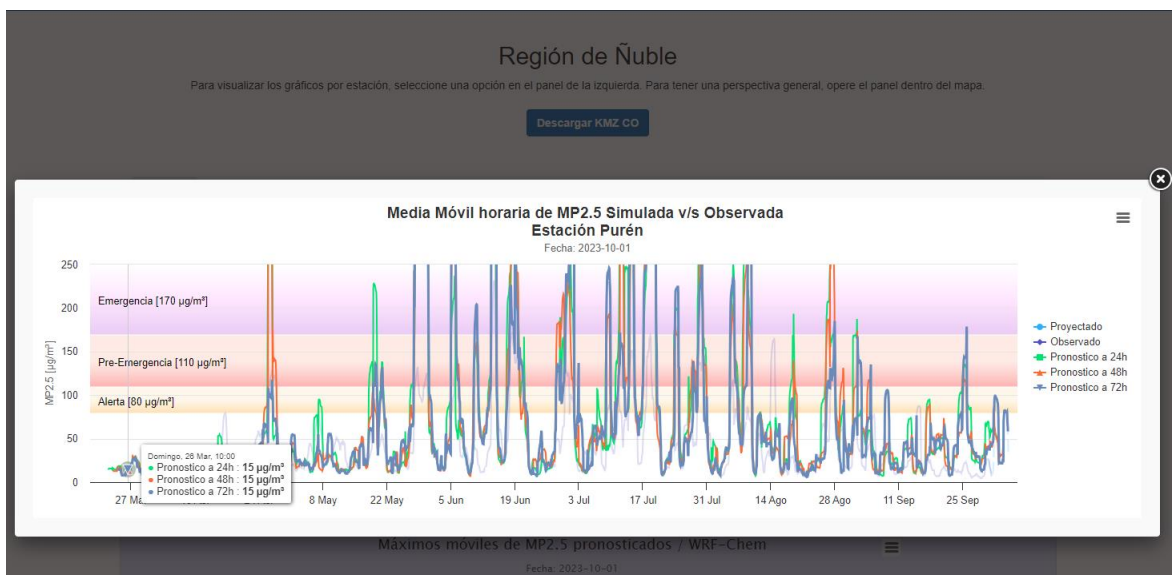 Región de Ñuble
Para visualizar los gráficos por estación, seleccione una opción en el panel de la izquierda. Para tener una perspectiva general, opere el panel dentro del mapa.
Descargar KMZ CO
Media Móvil horaria de MP2.5 Simulada v/s Observada
Estación Purén
Fecha: 2023-10-01
MP2.5 [µg/m³]
250
200
150
100
50
0
Emergencia [170 µg/m³]
Pre-Emergencia [110 µg/m³]
Alerta [80 µg/m³]
Domingo, 26 Mar, 10:00
Pronostico a 24h : 15 µg/m³
Pronostico a 48h : 15 µg/m³
Pronostico a 72h : 15 µg/m³
27 8 May 22 May 5 Jun 19 Jun 3 Jul 17 Jul 31 Jul 14 Ago 28 Ago 11 Sep 25 Sep
Proyectado
Observado
Pronostico a 24h
Pronostico a 48h
Pronostico a 72h
Máximos móviles de MP2.5 pronosticados / WRF-Chem
Fecha: 2023-10-01